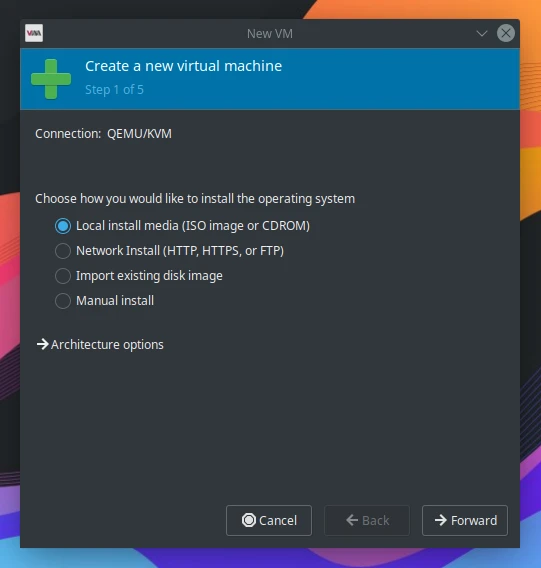 New VM
Create a new virtual machine
Step 1 of 5
Connection: QEMU/KVM
Choose how you would like to install the operating system
Local install media (ISO image or CDROM)
Network Install (HTTP, HTTPS, or FTP)
Import existing disk image
Manual install
Architecture options
Cancel
Back
Forward